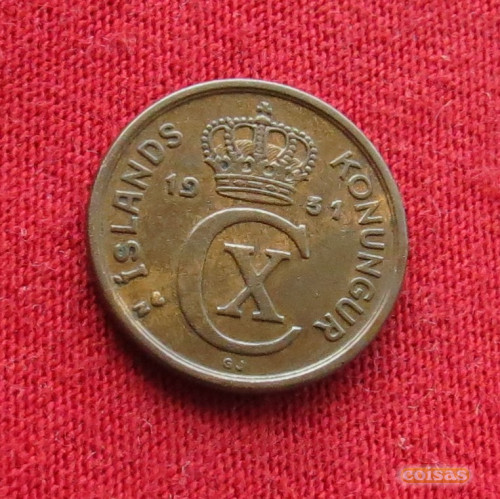 ÍSLANDS KONUNGUR
19 31
CX
N GJ
coisas